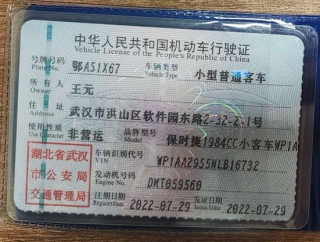 中华人民共和国机动车行驶证
Vehicle License of the People's Republic of China
号牌号码 Plate No. 鄂AS1X67 车辆类型 Vehicle Type 小型普通客车
所有人 Owner 王元
住址 Address 武汉市洪山区软件园东路2-32-2-1号
使用性质 Use Character 非营运 品牌型号 保时捷1984CC小客车WP1A
湖北省武汉
市公安局
交通管理局
车辆识别代号 VIN WP1AA2955NLB16732
发动机号码 Engine No. DMT059560
注册日期 Register Date 2022-07-29 发证日期 Issue Date 2022-07-29